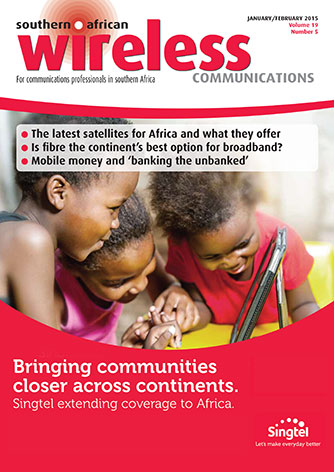 southern african
wireless
COMMUNICATIONS
For communications professionals in southern Africa
JANUARY/FEBRUARY 2015
Volume 19
Number 5
• The latest satellites for Africa and what they offer
• Is fibre the continent's best option for broadband?
• Mobile money and ‘banking the unbanked’
Bringing communities
closer across continents.
Singtel extending coverage to Africa.
Singtel
Let's make everyday better